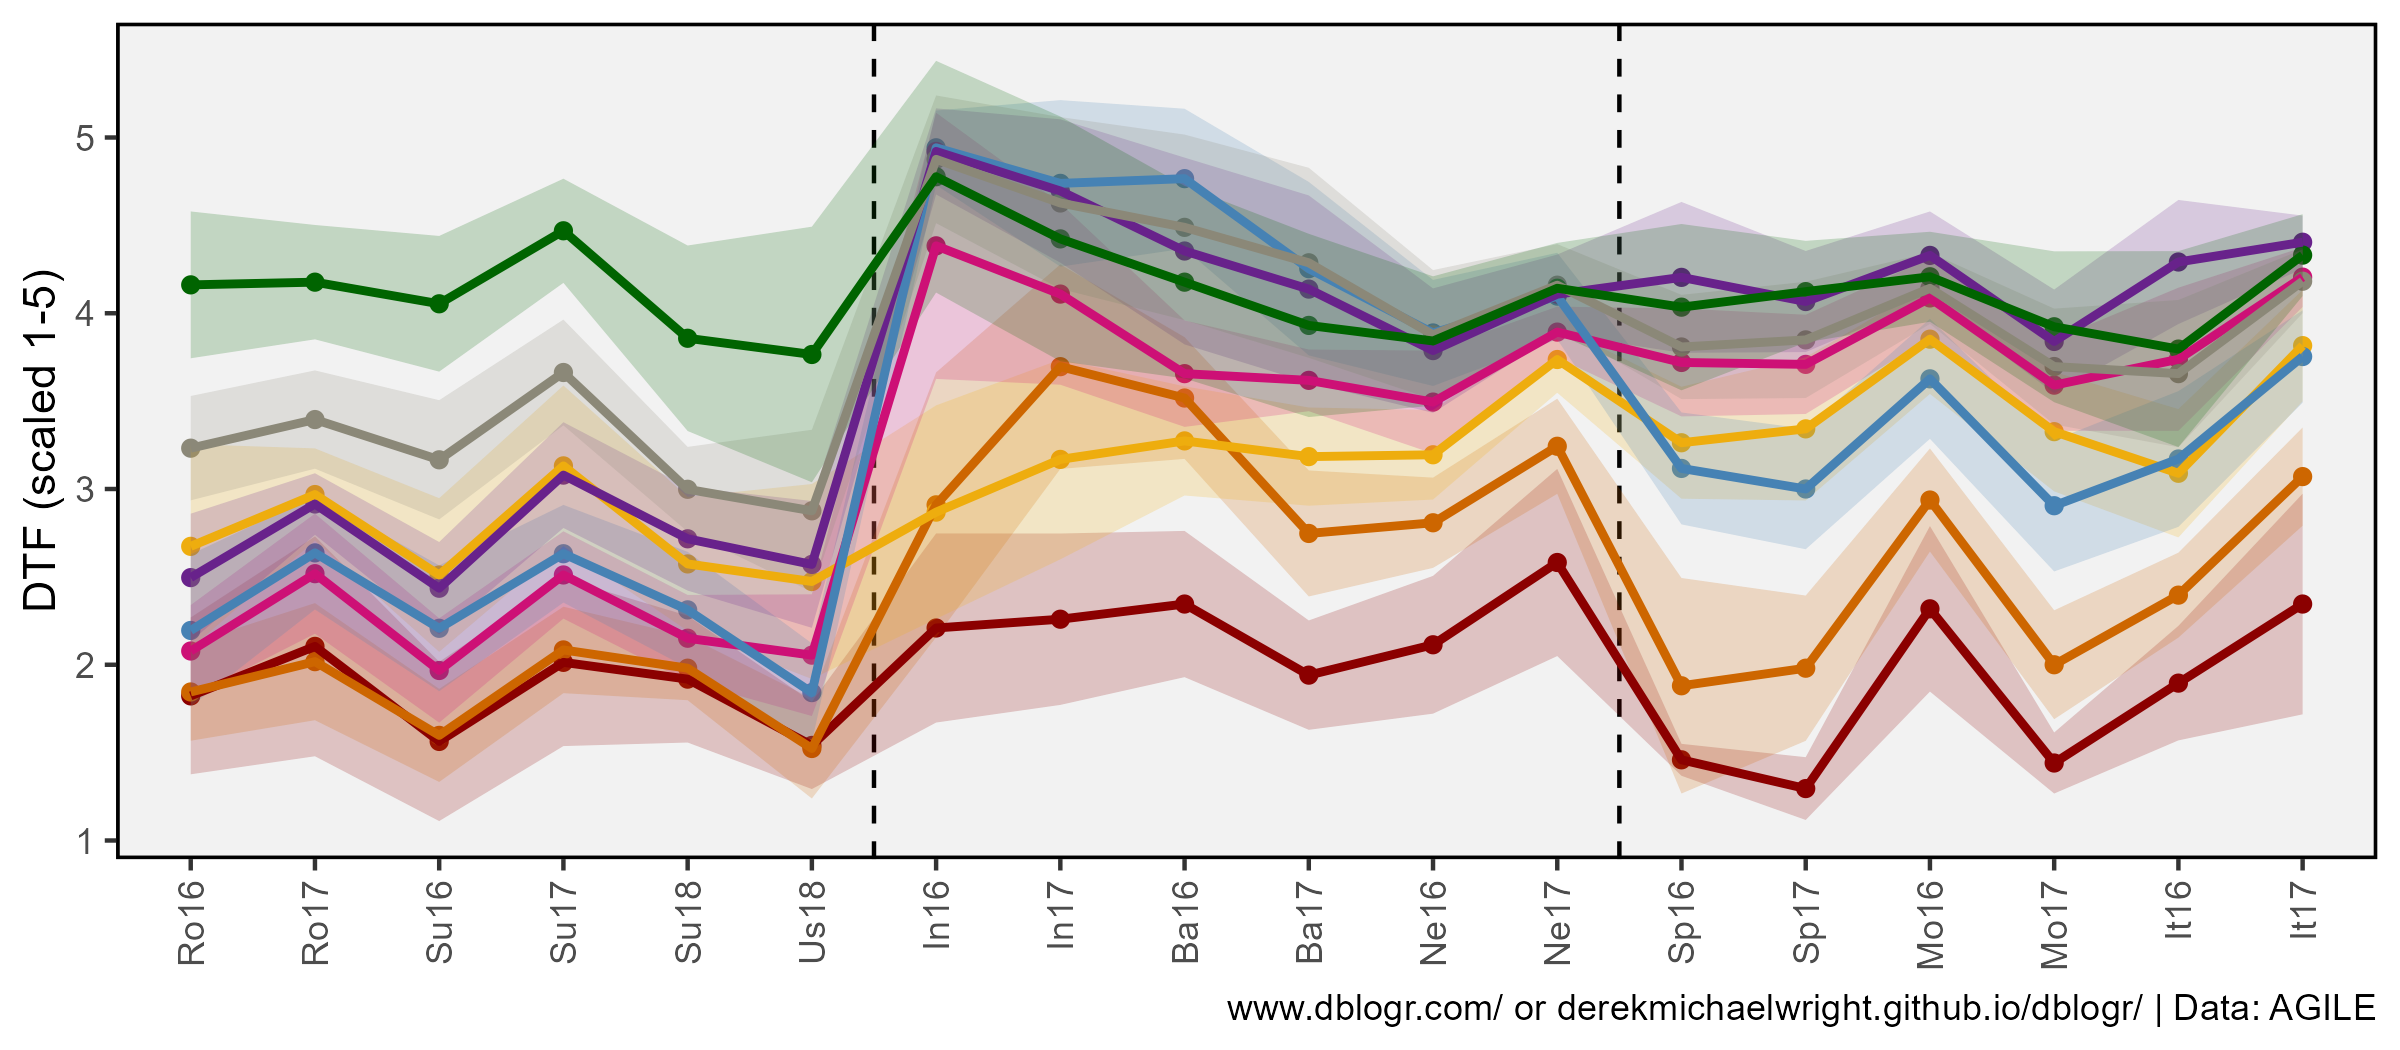 DTF (scaled 1-5)
5
4
3
2
1
Ro16
Ro17
Su16
Su17
Su18
Us18
In16
In17
Ba16
Ba17
Ne16
Ne17
Sp16
Sp17
Mo16
Mo17
It16
It17
www.dblogr.com/ or derekmichaelwright.github.io/dblogr/ | Data: AGILE